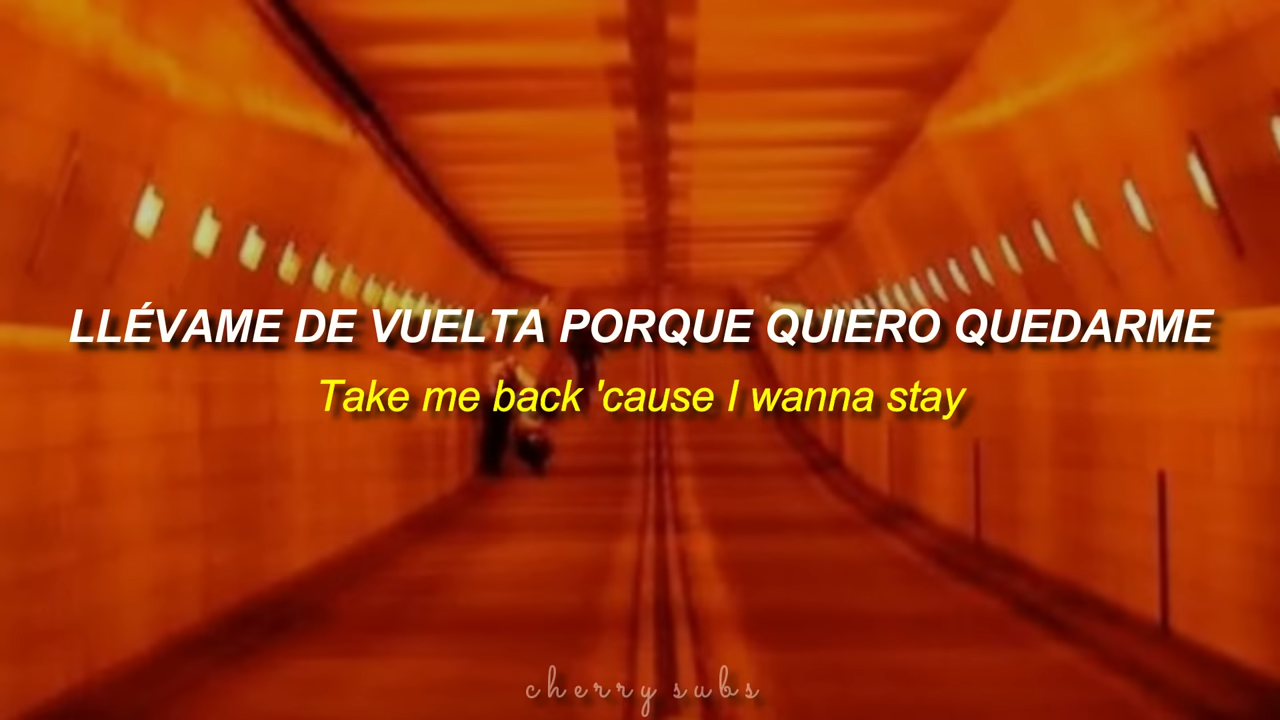 LLÉVAME DE VUELTA PORQUE QUIERO QUEDARME
Take me back 'cause I wanna stay
cherry subs